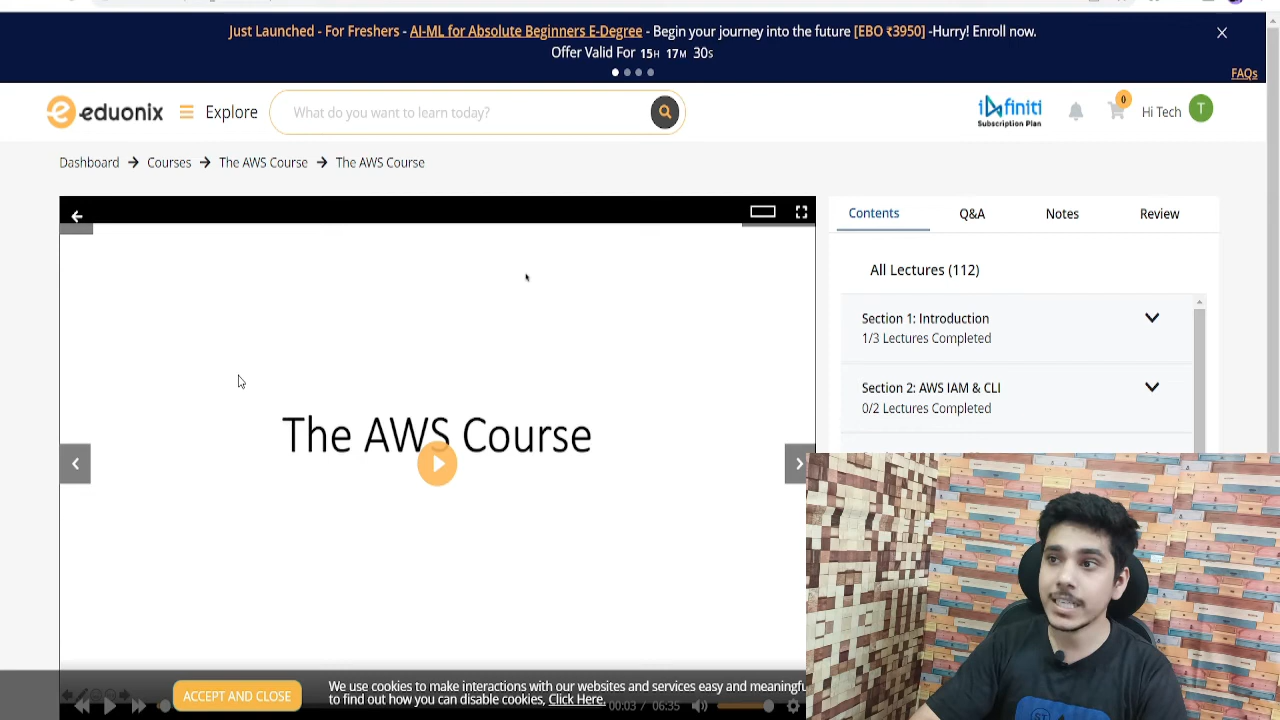 Just Launched - For Freshers - AI-ML for Absolute Beginners E-Degree - Begin your journey into the future [EBO ₹3950] -Hurry! Enroll now.
Offer Valid For 15H 17M 30S
FAQs
eduonix Explore What do you want to learn today? infiniti Subscription Plan 0 Hi Tech T
Dashboard → Courses → The AWS Course → The AWS Course
Contents Q&A Notes Review
All Lectures (112)
Section 1: Introduction
1/3 Lectures Completed
Section 2: AWS IAM & CLI
0/2 Lectures Completed
The AWS Course
ACCEPT AND CLOSE
We use cookies to make interactions with our websites and services easy and meaningfu
to find out how you can disable cookies, Click Here.
00:03 / 06:35